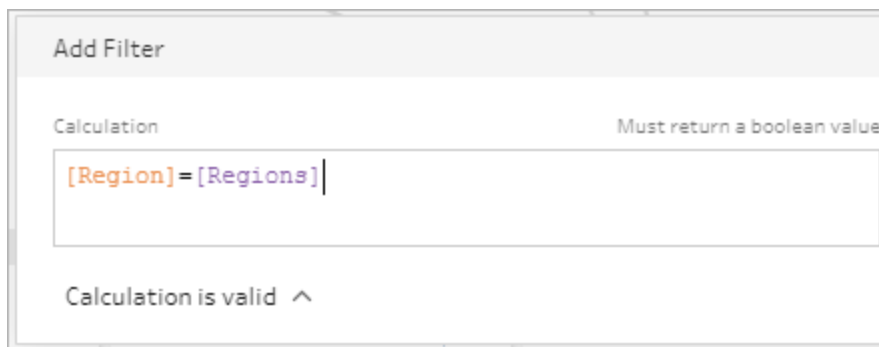 Add Filter
Calculation Must return a boolean value
[Region]=[Regions]
Calculation is valid